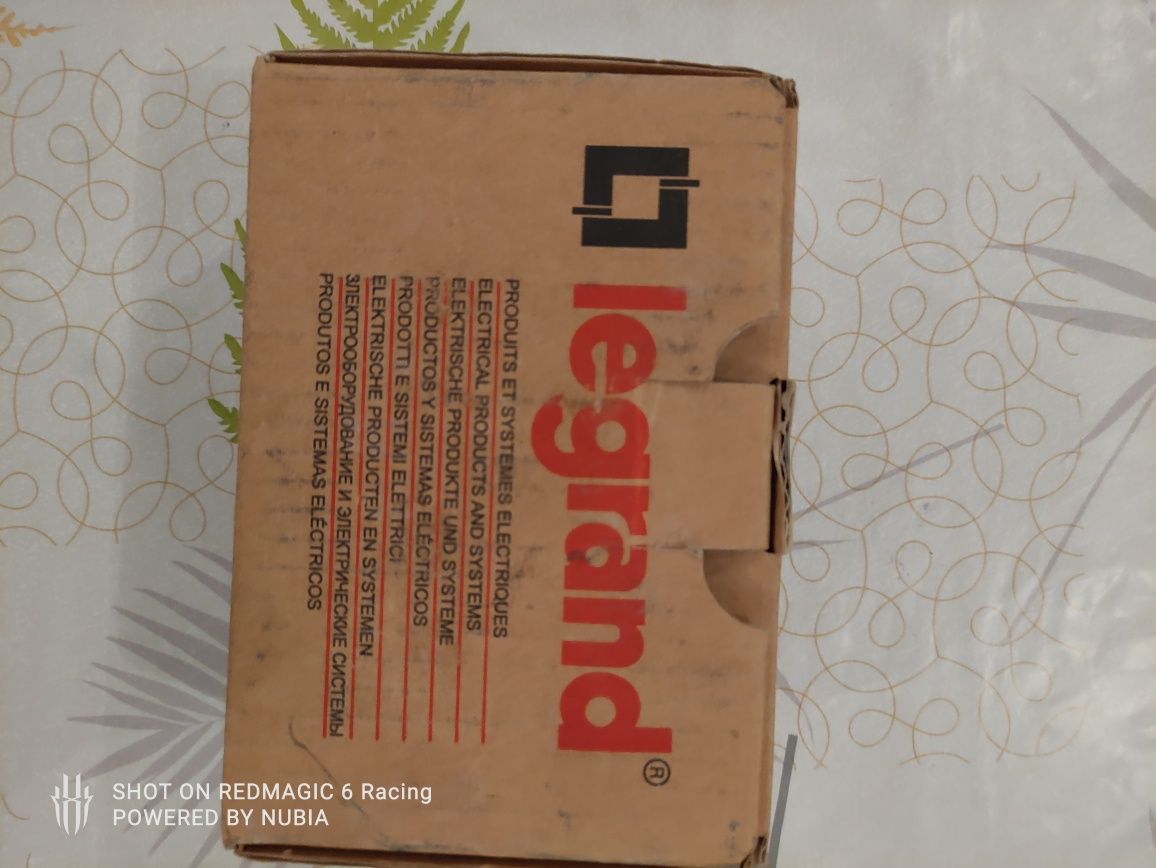 legrand®
PRODUITS ET SYSTEMES ELECTRIQUES
ELECTRICAL PRODUCTS AND SYSTEMS
ELEKTRISCHE PRODUKTE UND SYSTEME
PRODUCTOS Y SISTEMAS ELÉCTRICOS
PRODOTTI E SISTEMI ELETTRICI
ELEKTRISCHE PRODUCTEN EN SYSTEMEN
ЭЛЕКТРООБОРУДОВАНИЕ И ЭЛЕКТРИЧЕСКИЕ СИСТЕМЫ
PRODUTOS E SISTEMAS ELÉCTRICOS
SHOT ON REDMAGIC 6 Racing
POWERED BY NUBIA